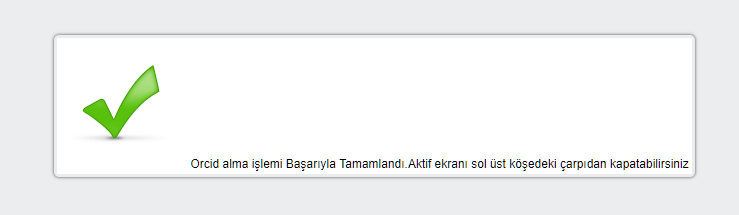 Orcid alma işlemi Başarıyla Tamamlandı.Aktif ekranı sol üst köşedeki çarpıdan kapatabilirsiniz